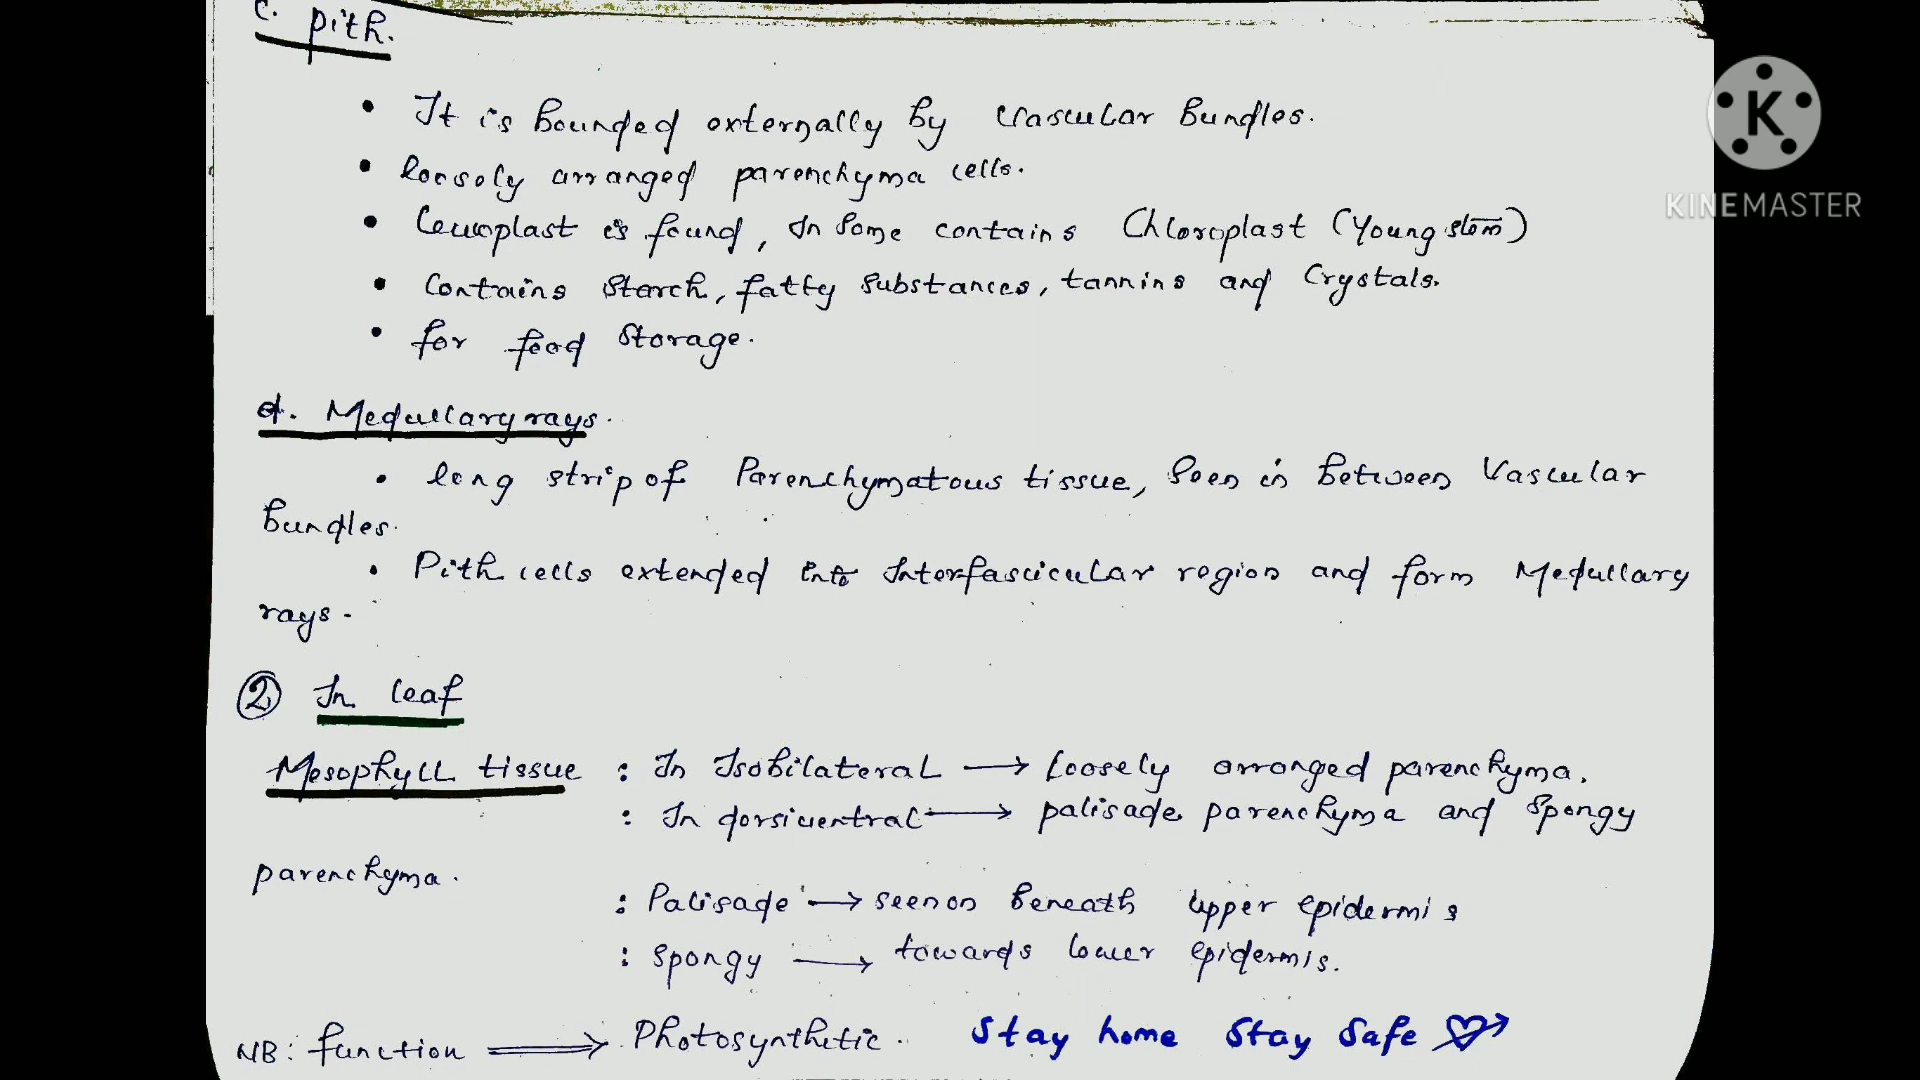 c. Pith.
• It is bounded externally by vascular bundles.
• loosely arranged parenchyma cells.
• Leucoplast is found, In some contains Chloroplast (Young stem)
• Contains starch, fatty substances, tannins and Crystals.
• for food storage.
d. Medullary rays.
• long strip of Parenchymatous tissue, seen in between Vascular
bundles.
• Pith cells extended into Interfascicular region and form Medullary
rays.
② In leaf
Mesophyll tissue : In Isobilateral → loosely arranged parenchyma.
: In dorsiventral → palisade parenchyma and spongy
parenchyma.
: Palisade → seen on beneath upper epidermis
: spongy → towards lower epidermis.
NB: function ⟹ Photosynthetic. Stay home Stay Safe
K
KINEMASTER